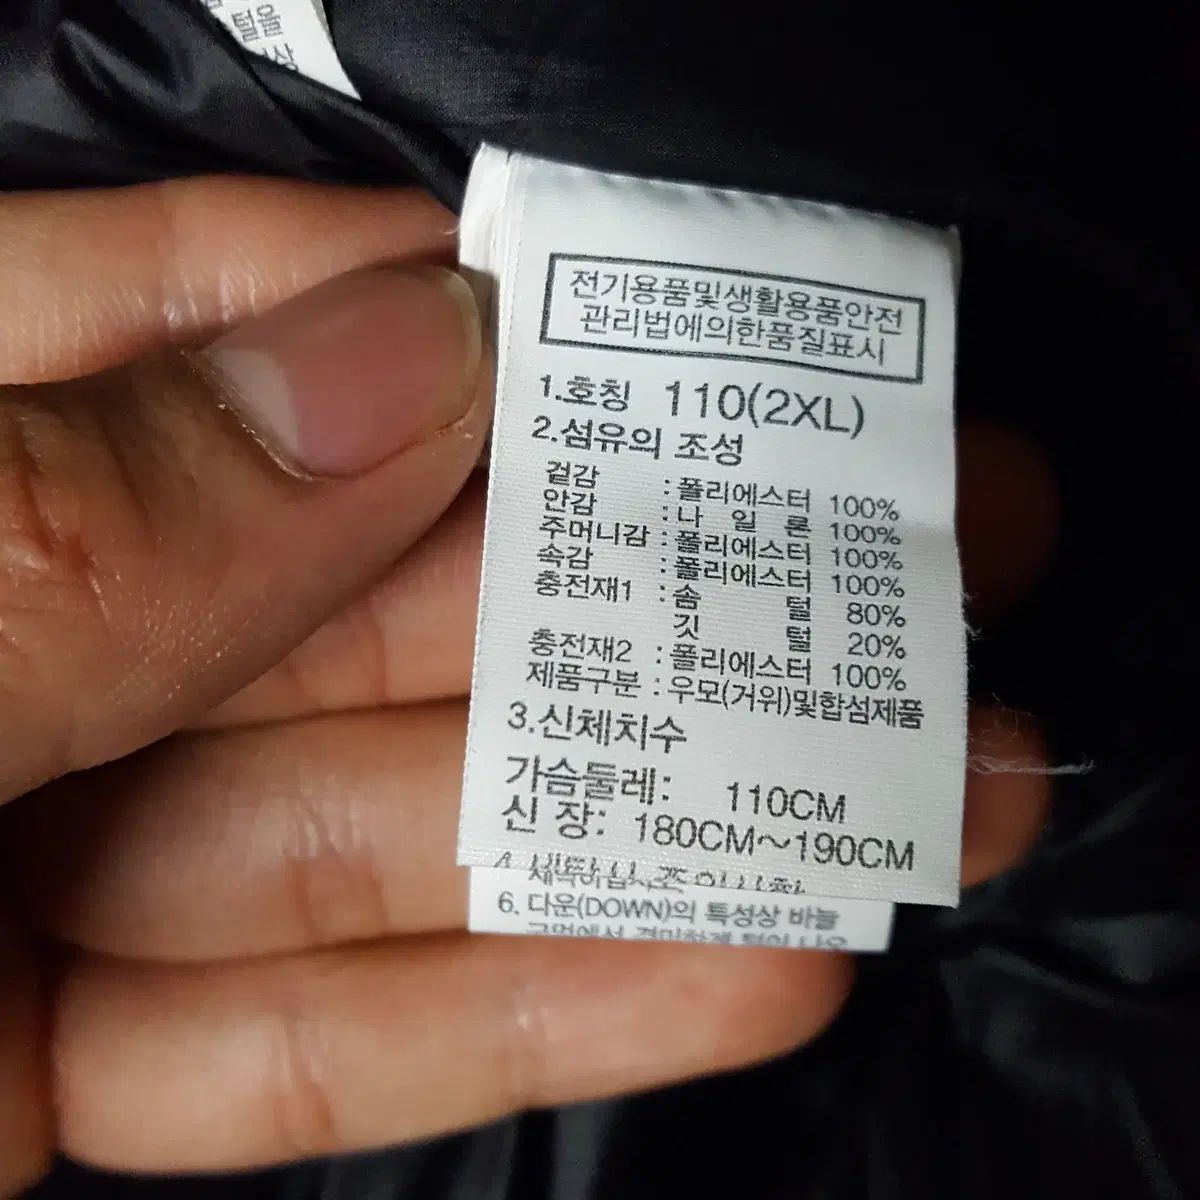 털
전기용품및생활용품안전
관리법에의한품질표시
1.호칭 110(2XL)
2.섬유의 조성
겉감 : 폴리에스터 100%
안감 : 나 일 론 100%
주머니감 : 폴리에스터 100%
속감 : 폴리에스터 100%
충전재1 : 솜 털 80%
깃 털 20%
충전재2 : 폴리에스터 100%
제품구분 : 우모(거위)및합섬제품
3.신체치수
가슴둘레: 110CM
신 장: 180CM~190CM
6. 다운(DOWN)의 특성상 바늘